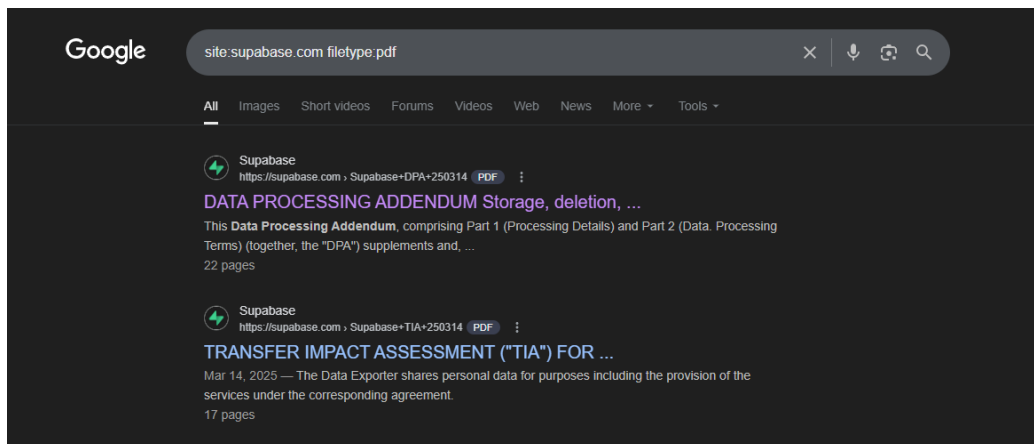 Google
site:supabase.com filetype:pdf
All Images Short videos Forums Videos Web News More Tools
Supabase
https://supabase.com › Supabase+DPA+250314 PDF
DATA PROCESSING ADDENDUM Storage, deletion, ...
This Data Processing Addendum, comprising Part 1 (Processing Details) and Part 2 (Data. Processing
Terms) (together, the "DPA") supplements and, ...
22 pages
Supabase
https://supabase.com › Supabase+TIA+250314 PDF
TRANSFER IMPACT ASSESSMENT ("TIA") FOR ...
Mar 14, 2025 — The Data Exporter shares personal data for purposes including the provision of the
services under the corresponding agreement.
17 pages